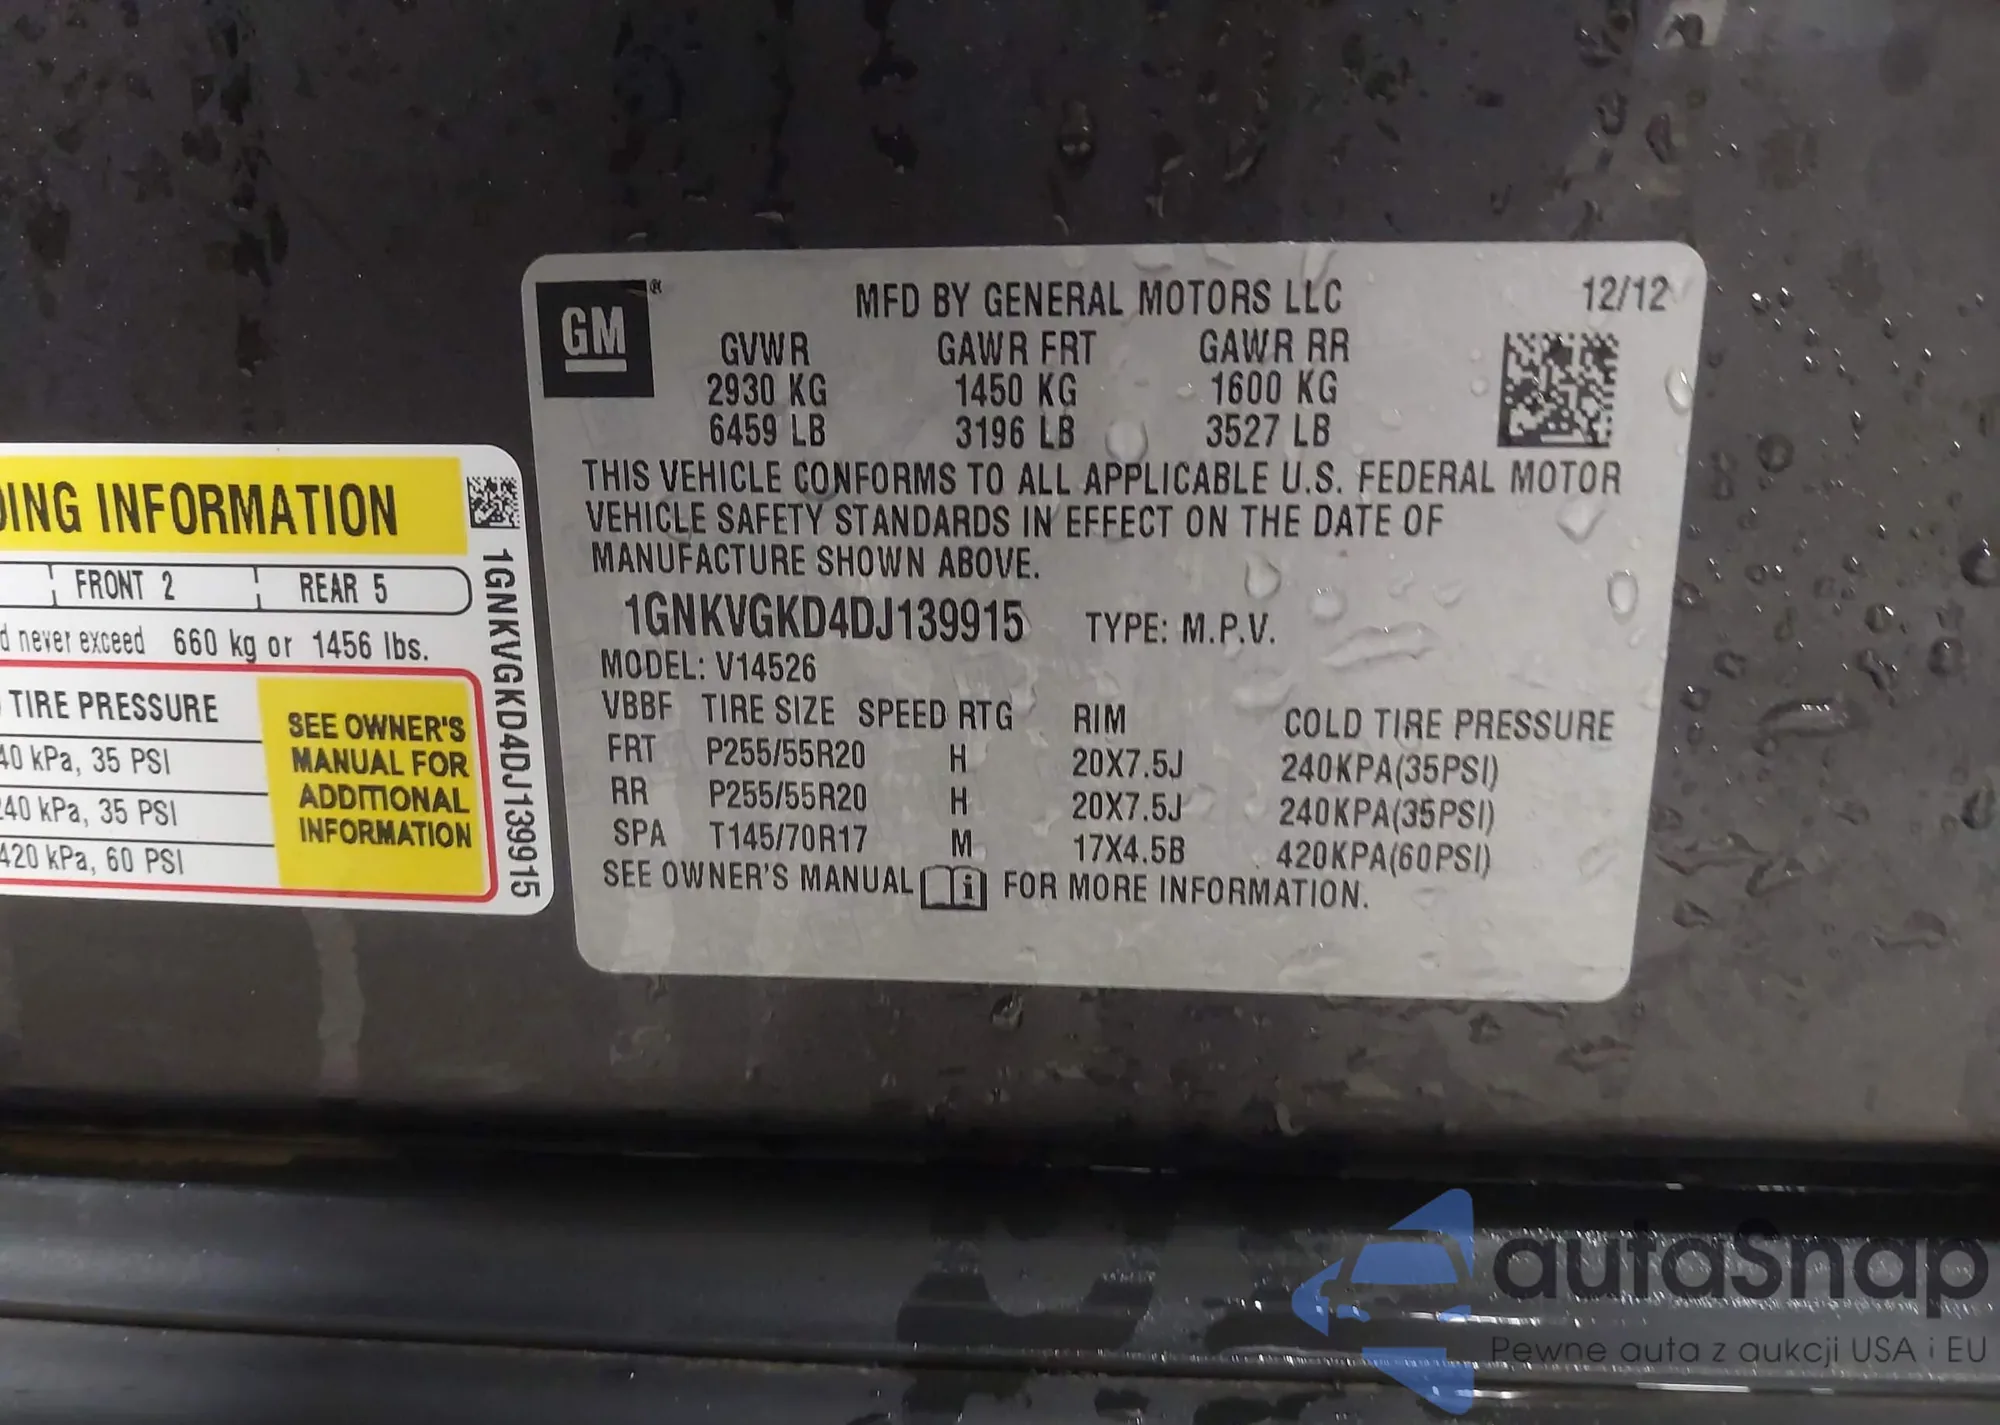 GM ®
MFD BY GENERAL MOTORS LLC 12/12
GVWR GAWR FRT GAWR RR
2930 KG 1450 KG 1600 KG
6459 LB 3196 LB 3527 LB
THIS VEHICLE CONFORMS TO ALL APPLICABLE U.S. FEDERAL MOTOR
VEHICLE SAFETY STANDARDS IN EFFECT ON THE DATE OF
MANUFACTURE SHOWN ABOVE.
1GNKVGKD4DJ139915 TYPE: M.P.V.
MODEL: V14526
VBBF TIRE SIZE SPEED RTG RIM COLD TIRE PRESSURE
FRT P255/55R20 H 20X7.5J 240KPA(35PSI)
RR P255/55R20 H 20X7.5J 240KPA(35PSI)
SPA T145/70R17 M 17X4.5B 420KPA(60PSI)
SEE OWNER'S MANUAL FOR MORE INFORMATION.
DING INFORMATION
FRONT 2 REAR 5
d never exceed 660 kg or 1456 lbs.
TIRE PRESSURE
40 kPa, 35 PSI
240 kPa, 35 PSI
420 kPa, 60 PSI
SEE OWNER'S
MANUAL FOR
ADDITIONAL
INFORMATION
1GNKVGKD4DJ139915
autaSnap
Pewne auta z aukcji USA i EU